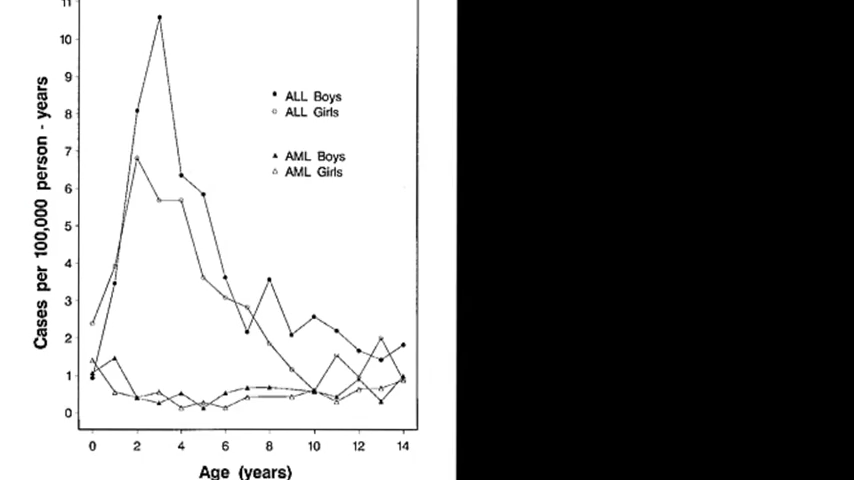 11
10
9
8
7
6
5
4
3
2
1
0
Cases per 100,000 person - years
ALL Boys
ALL Girls
AML Boys
AML Girls
0 2 4 6 8 10 12 14
Age (years)